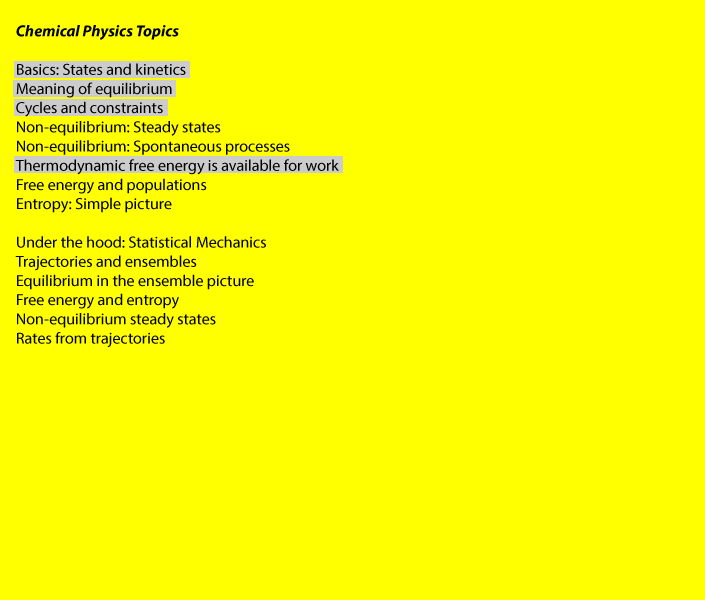 Chemical Physics Topics
Basics: States and kinetics
Meaning of equilibrium
Cycles and constraints
Non-equilibrium: Steady states
Non-equilibrium: Spontaneous processes
Thermodynamic free energy is available for work
Free energy and populations
Entropy: Simple picture
Under the hood: Statistical Mechanics
Trajectories and ensembles
Equilibrium in the ensemble picture
Free energy and entropy
Non-equilibrium steady states
Rates from trajectories